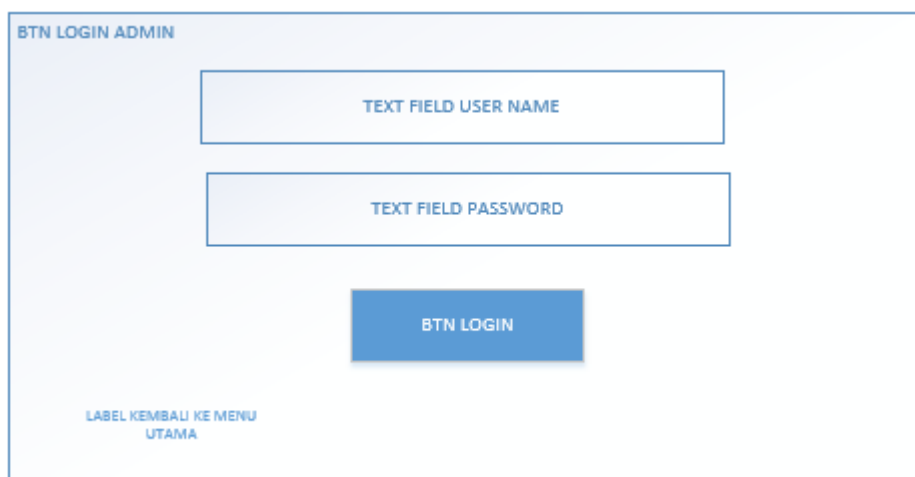 BTN LOGIN ADMIN
TEXT FIELD USER NAME
TEXT FIELD PASSWORD
BTN LOGIN
LABEL KEMBALI KE MENU
UTAMA